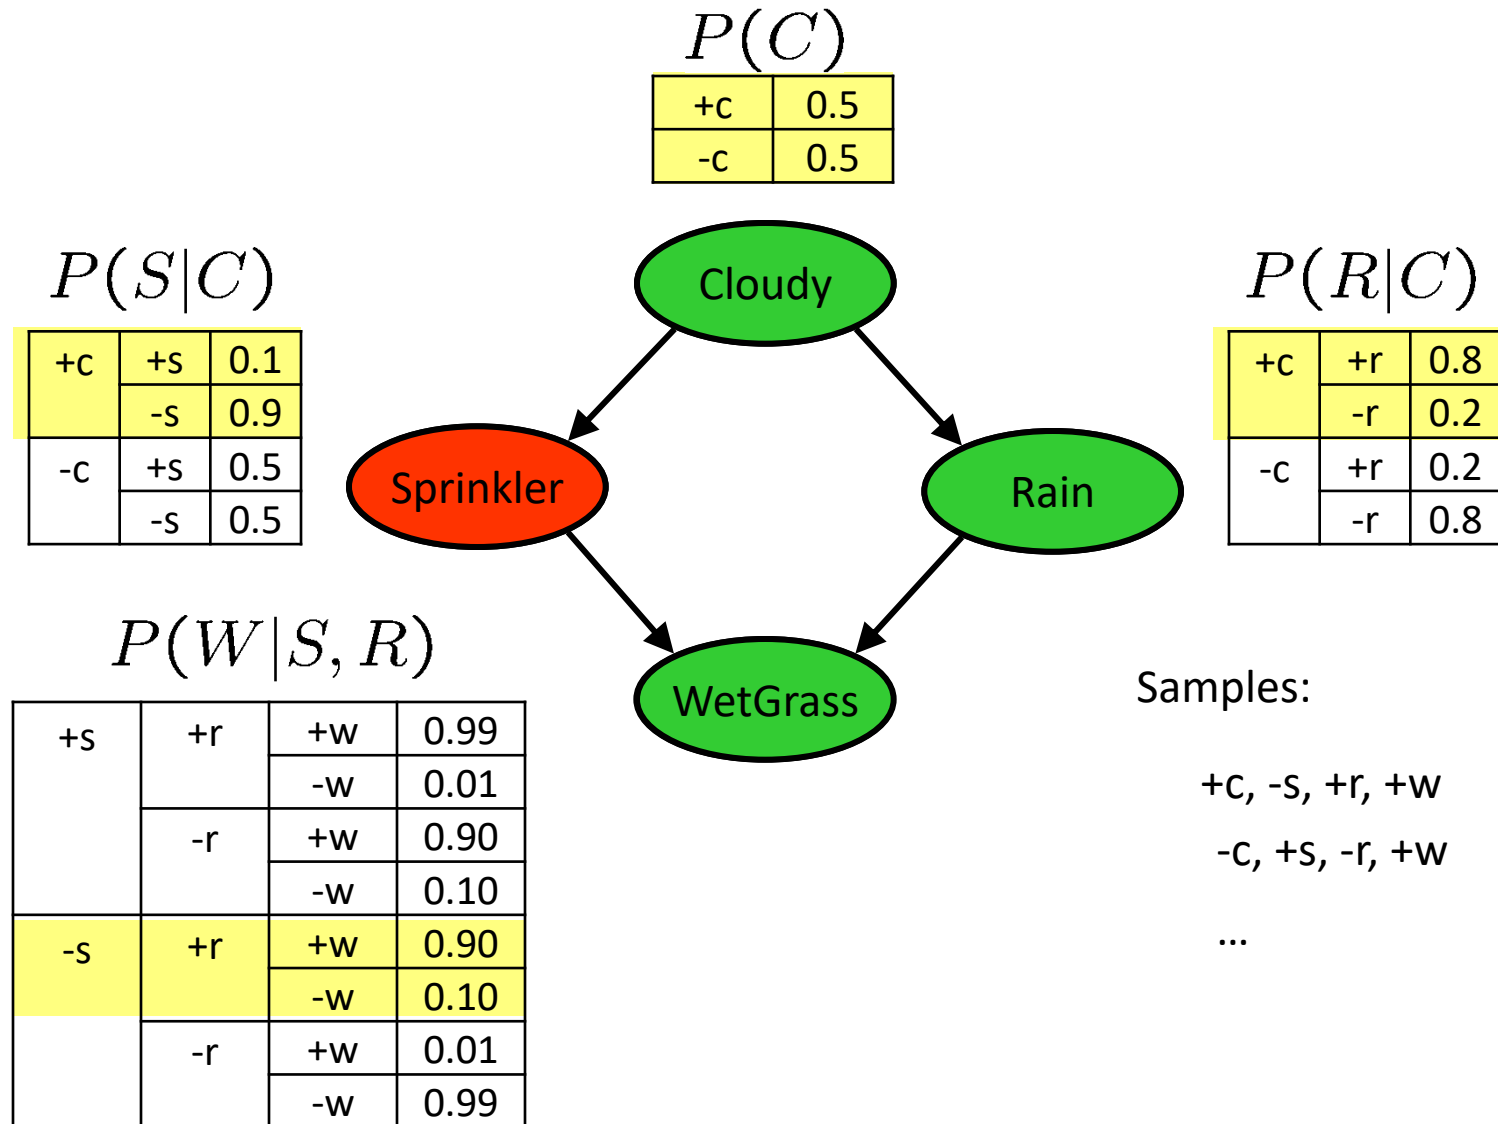 P(C)
+c 0.5
-c 0.5
P(S|C)
+c +s 0.1
-s 0.9
-c +s 0.5
-s 0.5
Cloudy
P(R|C)
+c +r 0.8
-r 0.2
-c +r 0.2
-r 0.8
Sprinkler
Rain
P(W|S, R)
+s +r +w 0.99
-w 0.01
-r +w 0.90
-w 0.10
-s +r +w 0.90
-w 0.10
-r +w 0.01
-w 0.99
WetGrass
Samples:
+c, -s, +r, +w
-c, +s, -r, +w
...